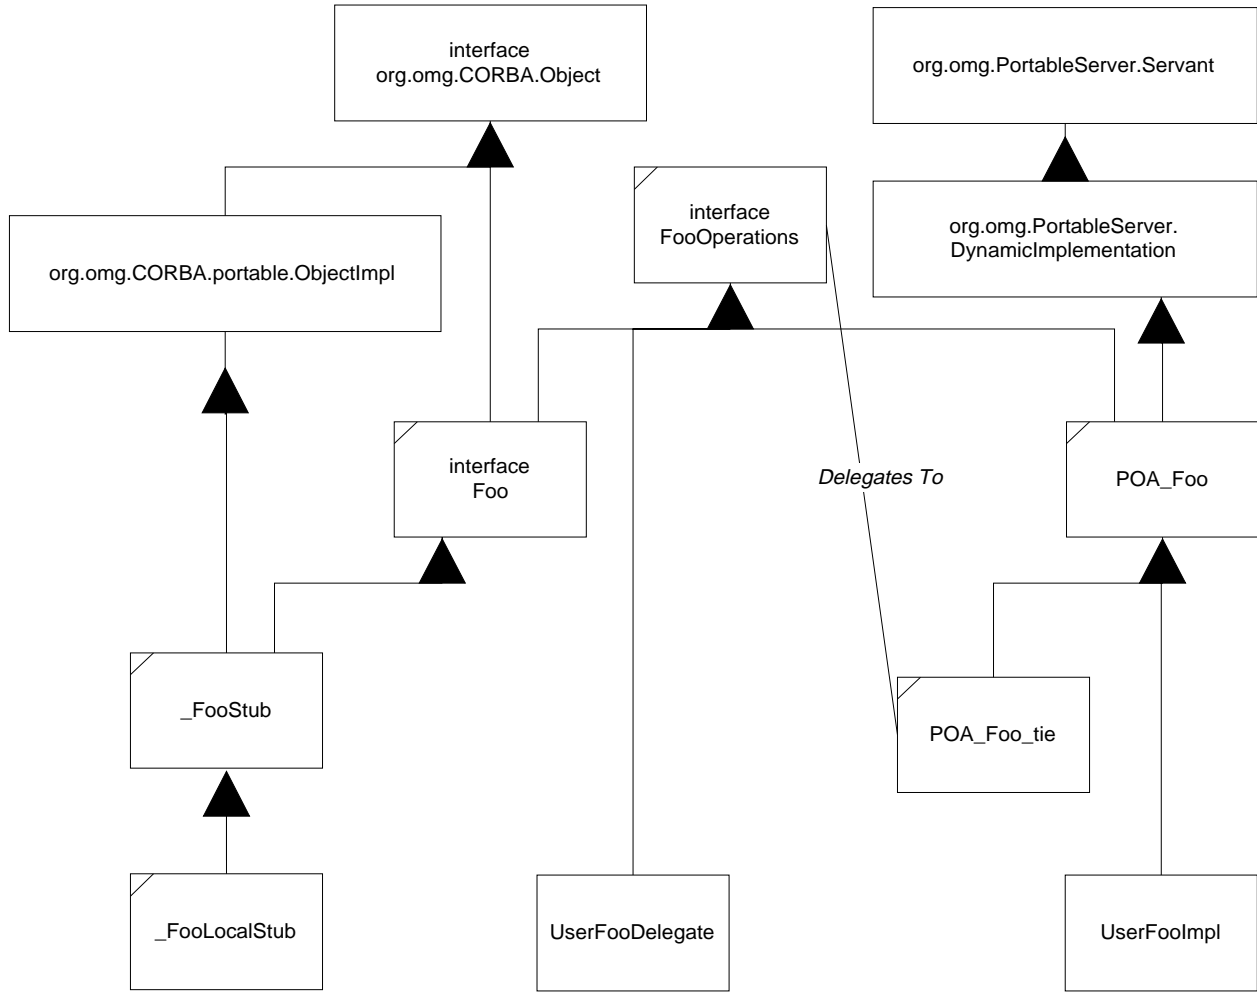 interface
org.omg.CORBA.Object
org.omg.PortableServer.Servant
interface
FooOperations
org.omg.PortableServer.
DynamicImplementation
org.omg.CORBA.portable.ObjectImpl
interface
Foo
Delegates To
POA_Foo
_FooStub
POA_Foo_tie
_FooLocalStub
UserFooDelegate
UserFooImpl